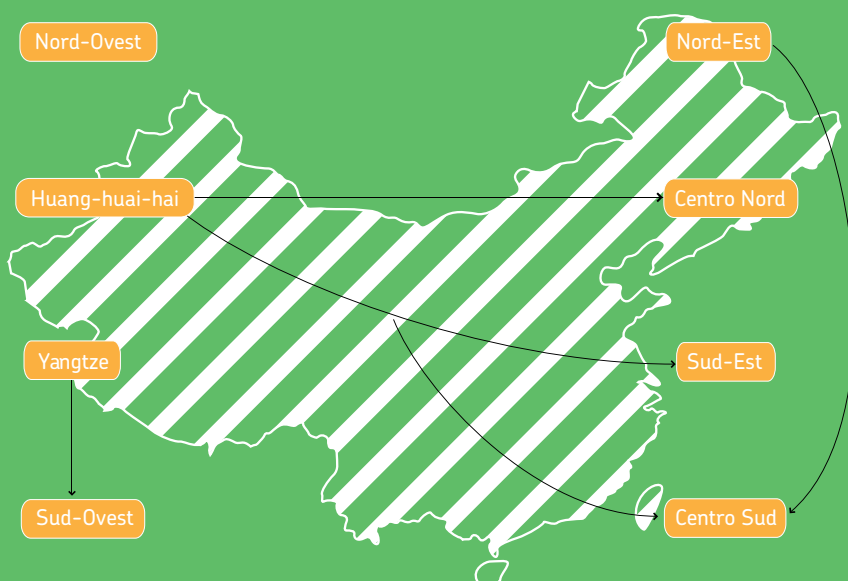 Nord-Ovest
Nord-Est
Huang-huai-hai
Centro Nord
Yangtze
Sud-Est
Sud-Ovest
Centro Sud